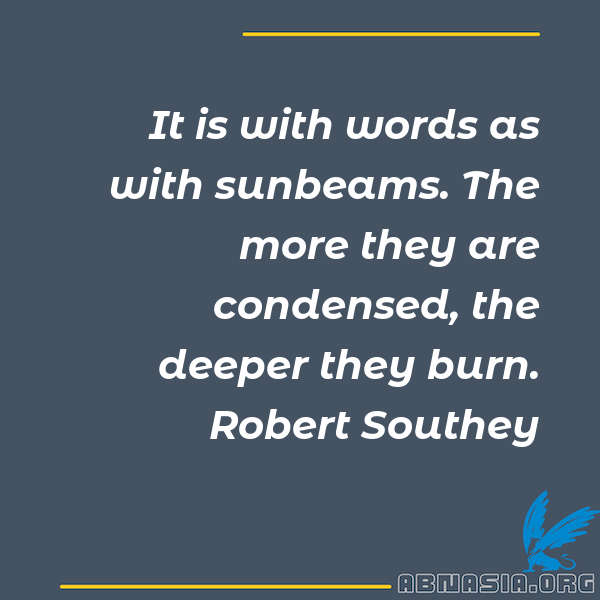 It is with words as
with sunbeams. The
more they are
condensed, the
deeper they burn.
Robert Southey
ABNASIA.ORG